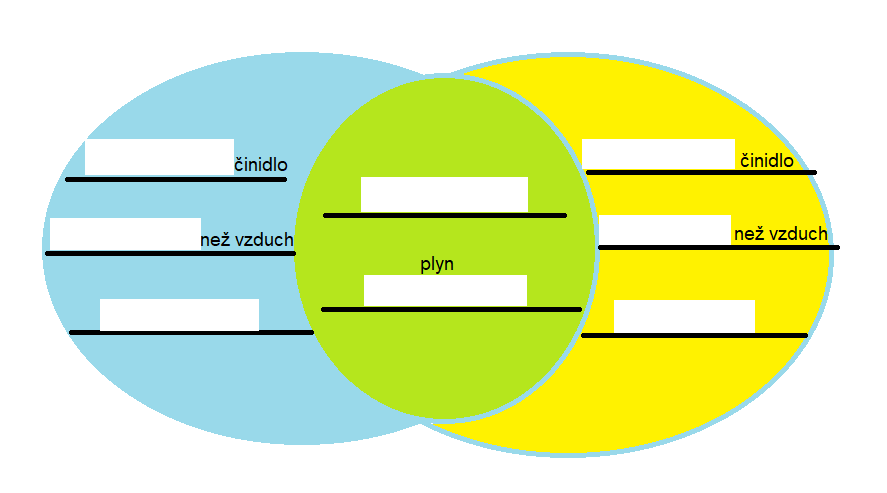 činidlo
než vzduch
plyn
činidlo
než vzduch